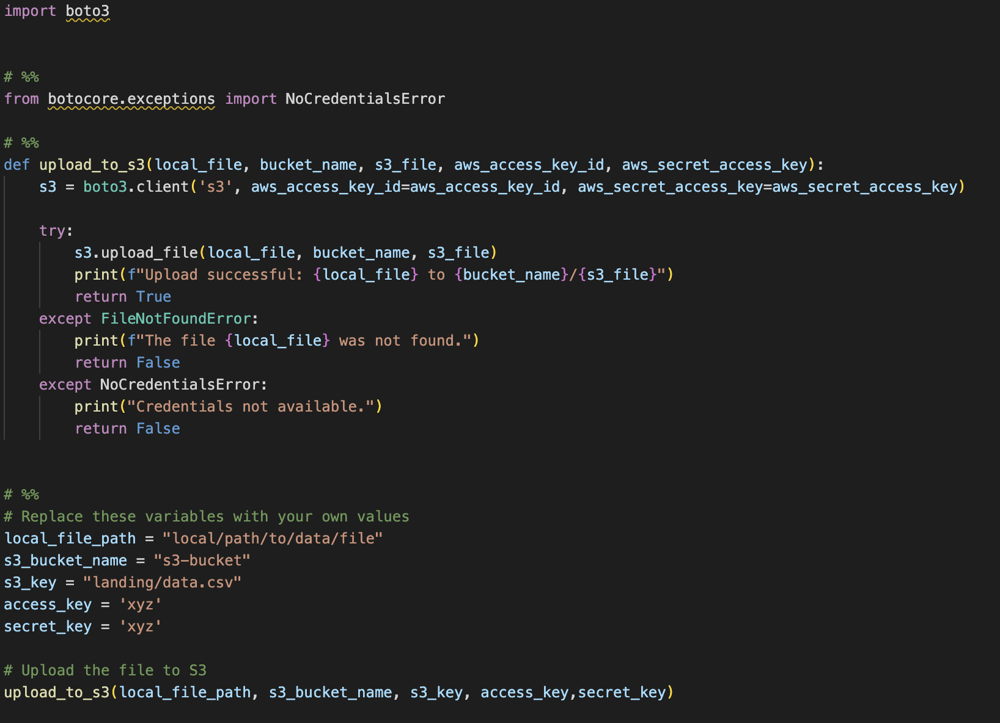 import boto3
# %%
from botocore.exceptions import NoCredentialsError
# %%
def upload_to_s3(local_file, bucket_name, s3_file, aws_access_key_id, aws_secret_access_key):
    s3 = boto3.client('s3', aws_access_key_id=aws_access_key_id, aws_secret_access_key=aws_secret_access_key)
    try:
        s3.upload_file(local_file, bucket_name, s3_file)
        print(f"Upload successful: {local_file} to {bucket_name}/{s3_file}")
        return True
    except FileNotFoundError:
        print(f"The file {local_file} was not found.")
        return False
    except NoCredentialsError:
        print("Credentials not available.")
        return False
# %%
# Replace these variables with your own values
local_file_path = "local/path/to/data/file"
s3_bucket_name = "s3-bucket"
s3_key = "landing/data.csv"
access_key = 'xyz'
secret_key = 'xyz'
# Upload the file to S3
upload_to_s3(local_file_path, s3_bucket_name, s3_key, access_key,secret_key)